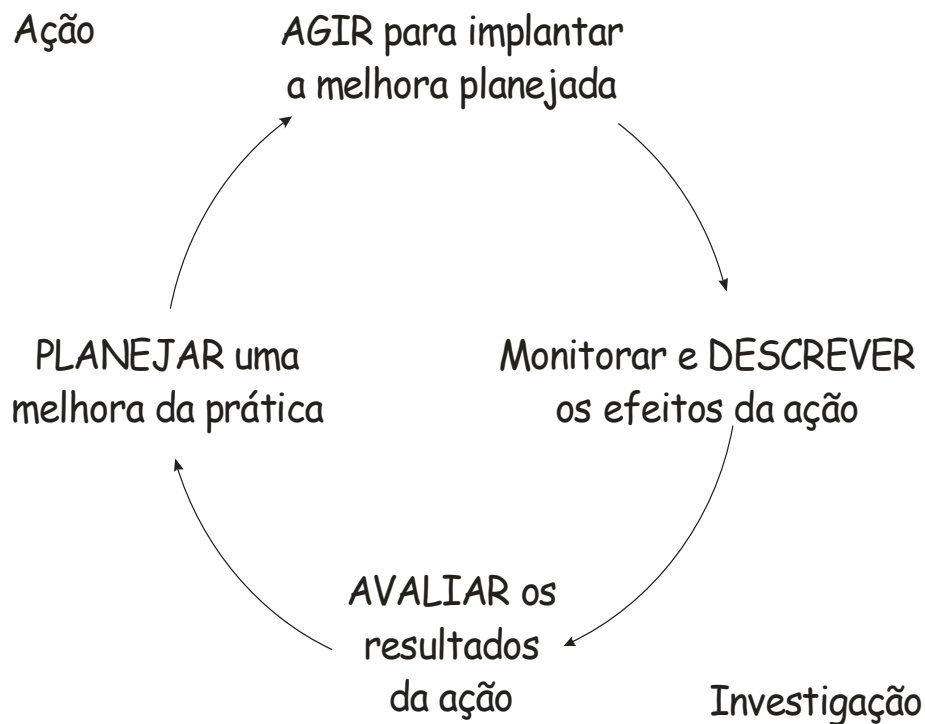 Ação
AGIR para implantar
a melhora planejada
PLANEJAR uma
melhora da prática
Monitorar e DESCREVER
os efeitos da ação
AVALIAR os
resultados
da ação
Investigação